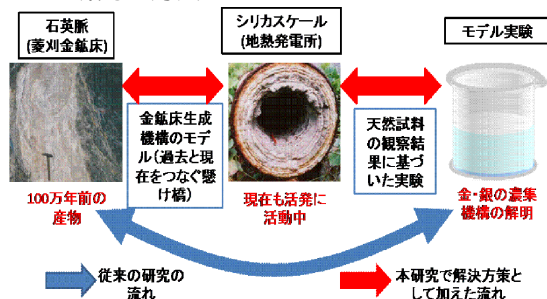 石英脈
(菱刈金鉱床)
シリカスケール
(地熱発電所)
モデル実験
金鉱床生成
機構のモデル
(過去と現
在をつなぐ懸
け橋)
天然試料
の観察結
果に基づ
いた実験
100万年前の
産物
現在も活発に
活動中
金・銀の濃集
機構の解明
従来の研究の
流れ
本研究で解決方策と
して加えた流れ